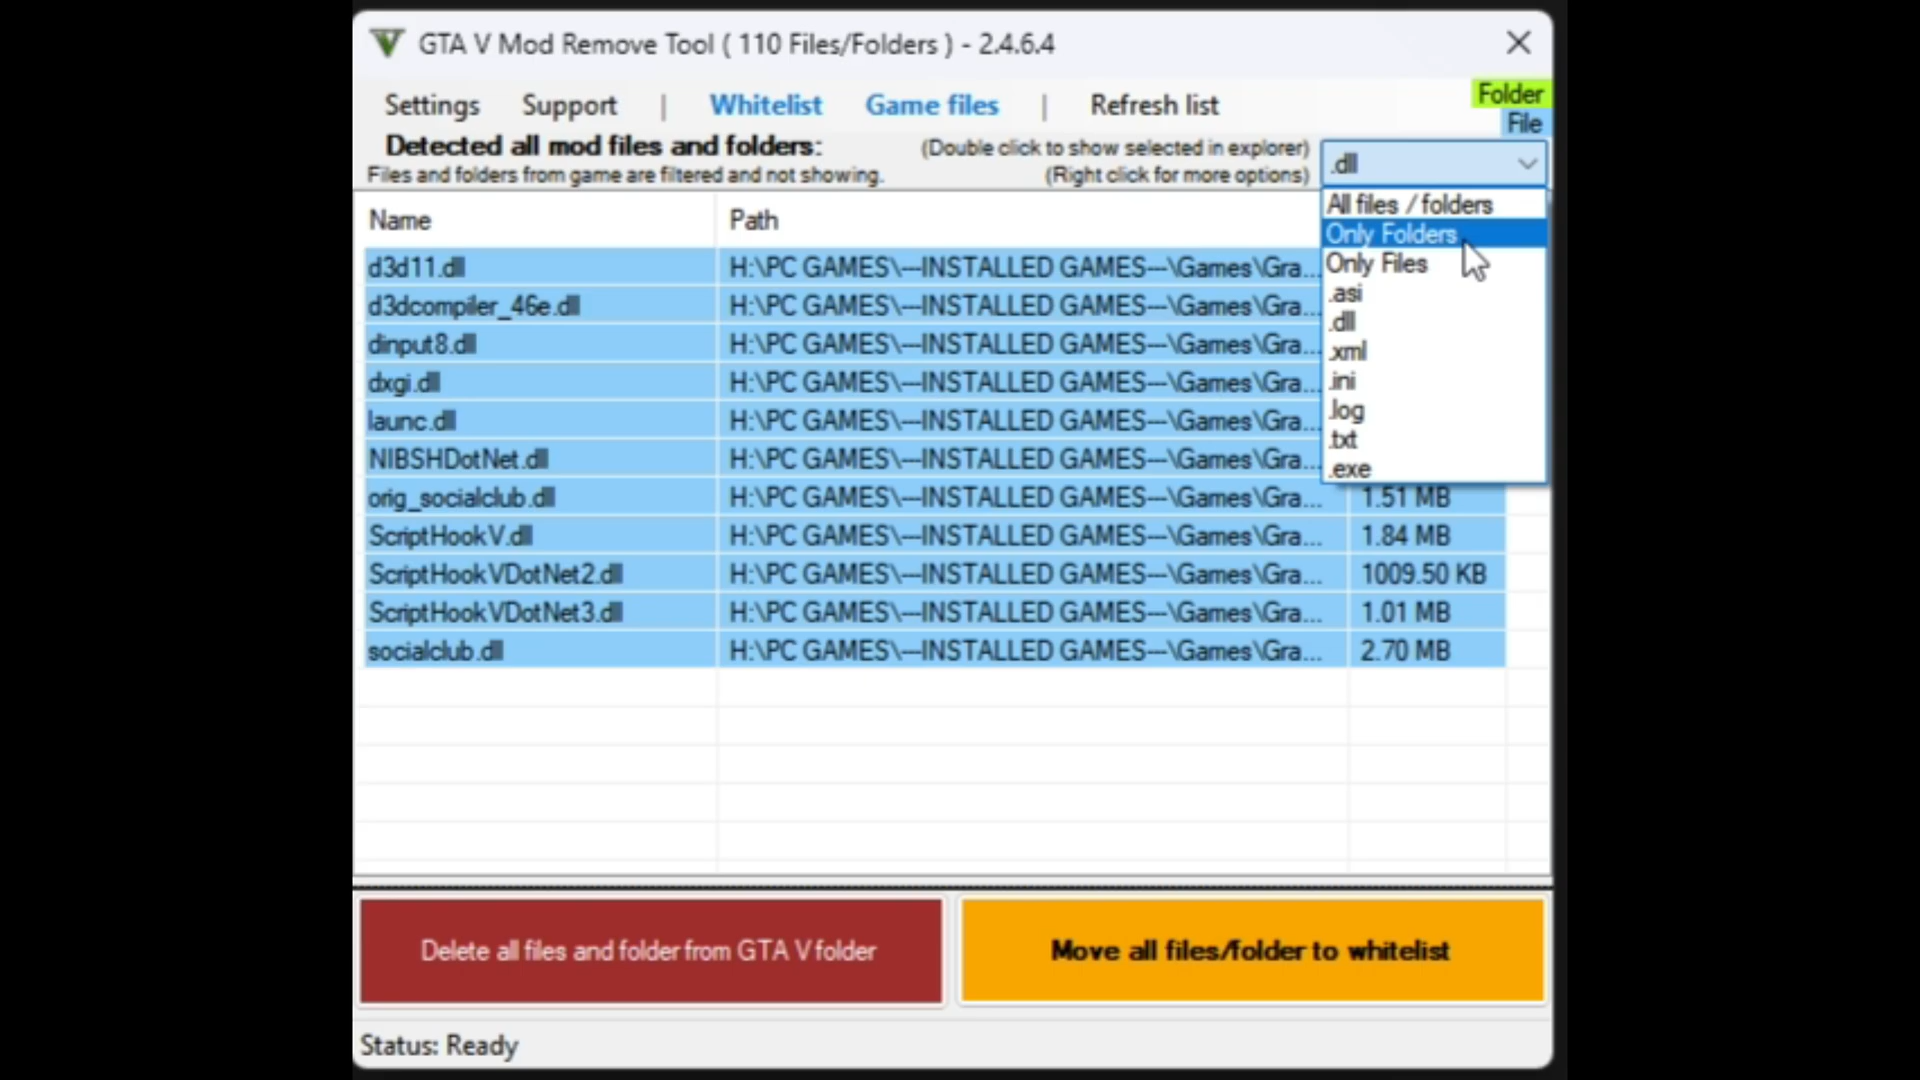 GTA V Mod Remove Tool ( 110 Files/Folders ) - 2.4.6.4
Settings Support | Whitelist Game files | Refresh list
Folder
File
Detected all mod files and folders:
(Double click to show selected in explorer)
Files and folders from game are filtered and not showing.
(Right click for more options)
.dll
All files / folders
Only Folders
Only Files
.asi
.dll
.xml
.ini
.log
.txt
.exe
Name Path
d3d11.dll H:\PC GAMES\---INSTALLED GAMES---\Games\Gra...
d3dcompiler_46e.dll H:\PC GAMES\---INSTALLED GAMES---\Games\Gra...
dinput8.dll H:\PC GAMES\---INSTALLED GAMES---\Games\Gra...
dxgi.dll H:\PC GAMES\---INSTALLED GAMES---\Games\Gra...
launc.dll H:\PC GAMES\---INSTALLED GAMES---\Games\Gra...
NIBSHDotNet.dll H:\PC GAMES\---INSTALLED GAMES---\Games\Gra...
orig_socialclub.dll H:\PC GAMES\---INSTALLED GAMES---\Games\Gra... 1.51 MB
ScriptHookV.dll H:\PC GAMES\---INSTALLED GAMES---\Games\Gra... 1.84 MB
ScriptHookVDotNet2.dll H:\PC GAMES\---INSTALLED GAMES---\Games\Gra... 1009.50 KB
ScriptHookVDotNet3.dll H:\PC GAMES\---INSTALLED GAMES---\Games\Gra... 1.01 MB
socialclub.dll H:\PC GAMES\---INSTALLED GAMES---\Games\Gra... 2.70 MB
Delete all files and folder from GTA V folder
Move all files/folder to whitelist
Status: Ready